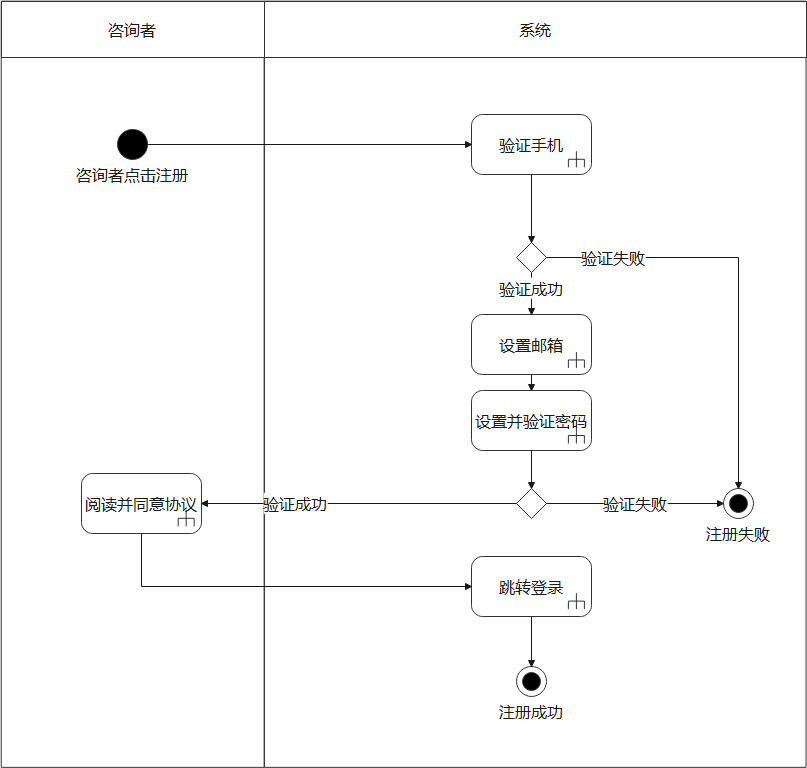 咨询者
系统
验证手机
咨询者点击注册
验证失败
验证成功
设置邮箱
设置并验证密码
阅读并同意协议
验证成功
验证失败
注册失败
跳转登录
注册成功